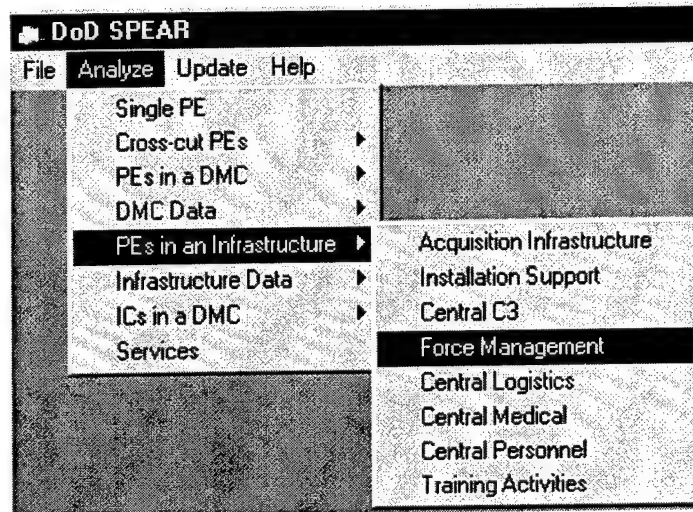 DoD SPEAR
File Analyze Update Help
Single PE
Cross-cut PEs
PEs in a DMC
DMC Data
PEs in an Infrastructure
Infrastructure Data
ICs in a DMC
Services
Acquisition Infrastructure
Installation Support
Central C3
Force Management
Central Logistics
Central Medical
Central Personnel
Training Activities